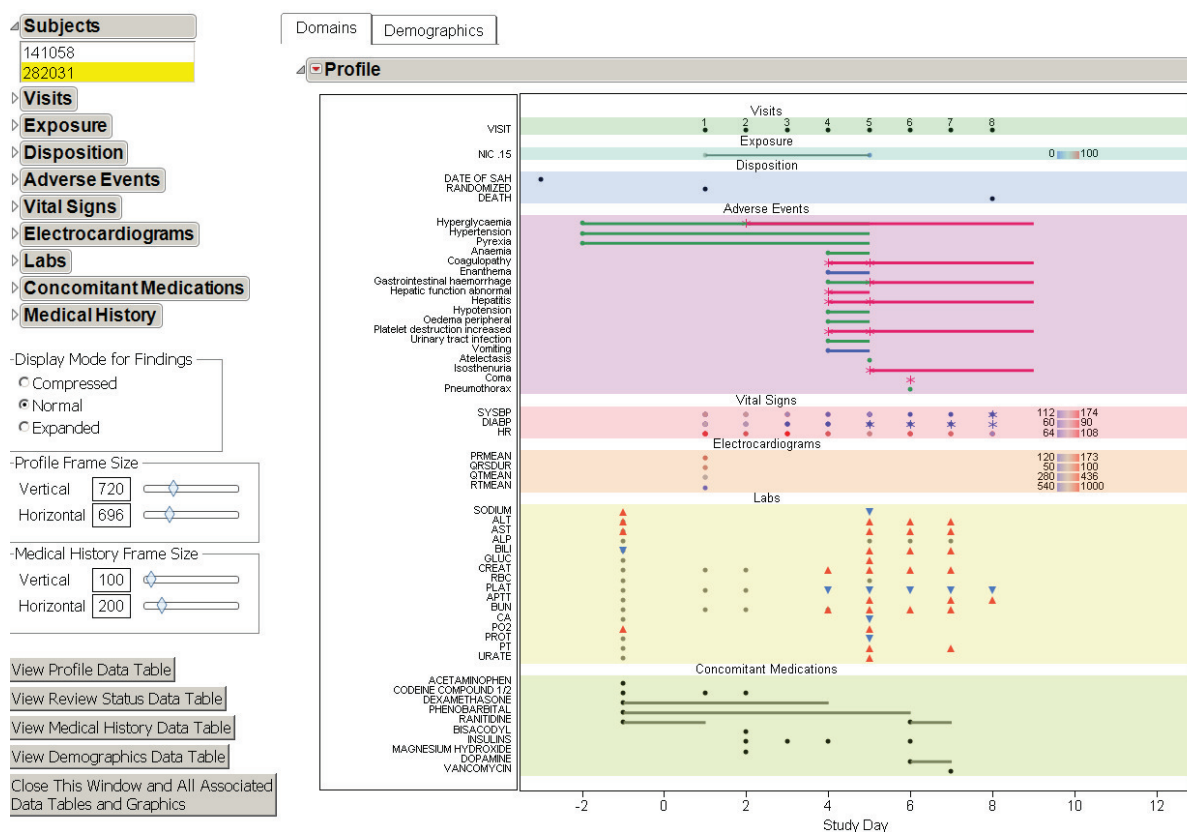 Subjects
141058
282031
Visits
Exposure
Disposition
Adverse Events
Vital Signs
Electrocardiograms
Labs
Concomitant Medications
Medical History
Display Mode for Findings
Compressed
Normal
Expanded
Profile Frame Size
Vertical 720
Horizontal 696
Medical History Frame Size
Vertical 100
Horizontal 200
View Profile Data Table
View Review Status Data Table
View Medical History Data Table
View Demographics Data Table
Close This Window and All Associated
Data Tables and Graphics
Domains Demographics
Profile
Visits
1 2 3 4 5 6 7 8
VISIT
Exposure
NIC .15 0 100
Disposition
DATE OF SAH
RANDOMIZED
DEATH
Adverse Events
Hyperglycaemia
Hypertension
Pyrexia
Anaemia
Coagulopathy
Enanthema
Gastrointestinal haemorrhage
Hepatic function abnormal
Hepatitis
Hypotension
Oedema peripheral
Platelet destruction increased
Urinary tract infection
Vomiting
Atelectasis
Isosthenuria
Coma
Pneumothorax
Vital Signs
SYSBP 112 174
DIABP 60 90
HR 64 108
Electrocardiograms
PRMEAN 120 173
QRSDUR 50 100
QTMEAN 280 436
RTMEAN 540 1000
Labs
SODIUM
ALT
AST
ALP
BILI
GLUC
CREAT
RBC
PLAT
APTT
BUN
CA
PO2
PROT
PT
URATE
Concomitant Medications
ACETAMINOPHEN
CODEINE COMPOUND 1/2
DEXAMETHASONE
PHENOBARBITAL
RANITIDINE
BISACODYL
INSULINS
MAGNESIUM HYDROXIDE
DOPAMINE
VANCOMYCIN
-2 0 2 4 6 8 10 12
Study Day